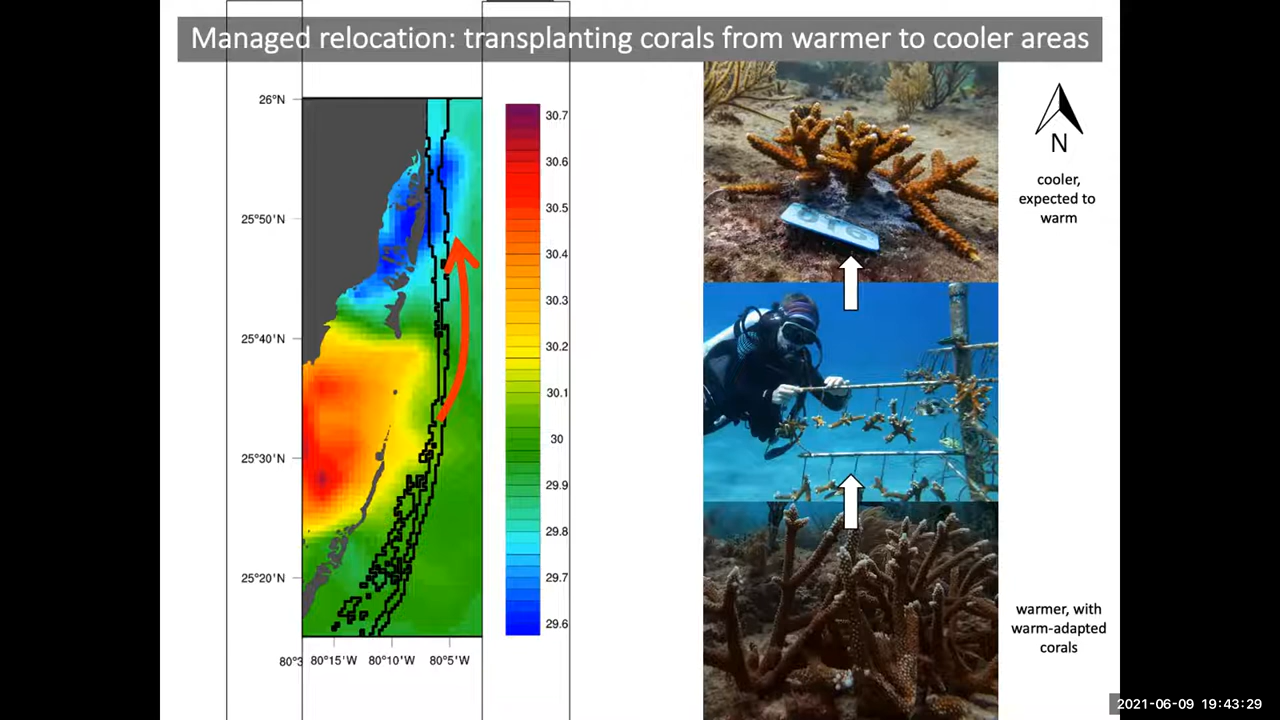 Managed relocation: transplanting corals from warmer to cooler areas
26°N
25°50'N
25°40'N
25°30'N
25°20'N
80°3
80°15'W
80°10'W
80°5'W
30.7
30.6
30.5
30.4
30.3
30.2
30.1
30
29.9
29.8
29.7
29.6
N
cooler,
expected to
warm
warmer, with
warm-adapted
corals
2021-06-09 19:43:29